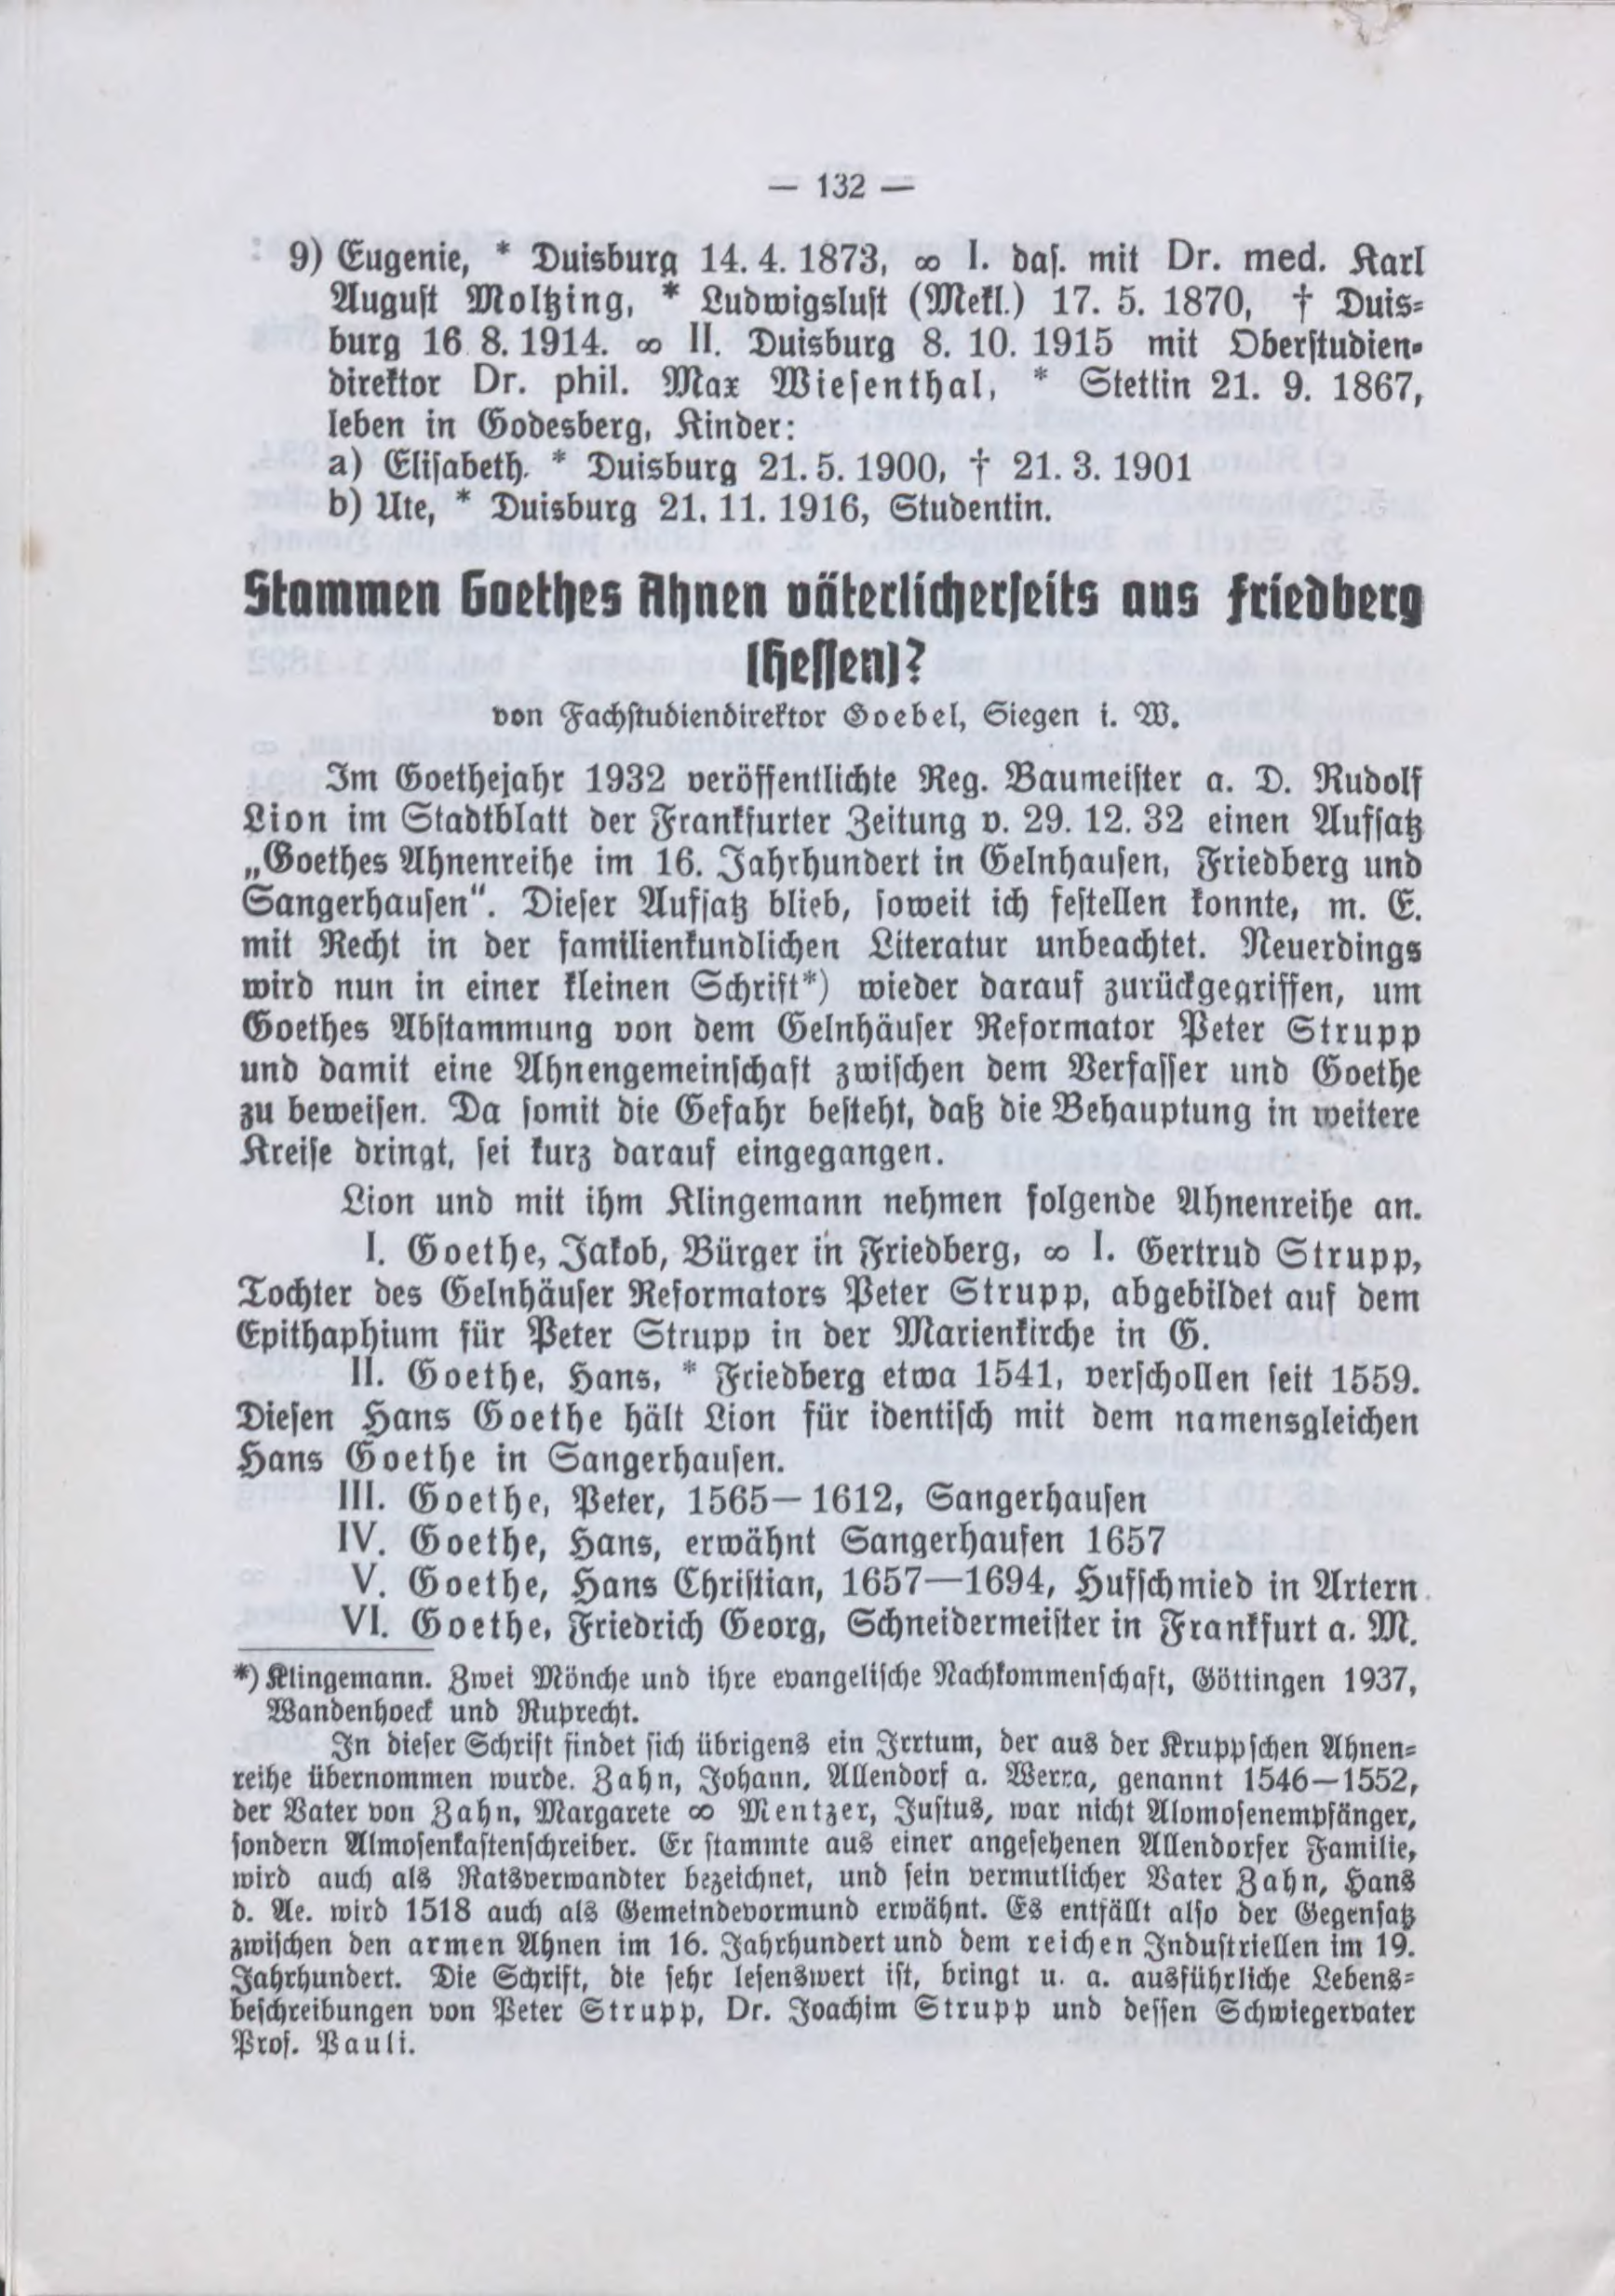 — 132 —
9) Eugenie, * Duisburg 14. 4. 1873, ∞ I. das. mit Dr. med. Karl
August Moltzing, * Ludwigslust (Mekl.) 17. 5. 1870, † Duis=
burg 16 8. 1914. ∞ II. Duisburg 8. 10. 1915 mit Oberstudien=
direktor Dr. phil. Max Wiesenthal, * Stettin 21. 9. 1867,
leben in Godesberg, Kinder:
a) Elisabeth. * Duisburg 21. 5. 1900, † 21. 3. 1901
b) Ute, * Duisburg 21. 11. 1916, Studentin.
Stammen Goethes Ahnen väterlicherseits aus Friedberg
(Hessen)?
von Fachstudiendirektor Goebel, Siegen i. W.
Im Goethejahr 1932 veröffentlichte Reg. Baumeister a. D. Rudolf
Lion im Stadtblatt der Frankfurter Zeitung v. 29. 12. 32 einen Aufsatz
„Goethes Ahnenreihe im 16. Jahrhundert in Gelnhausen, Friedberg und
Sangerhausen“. Dieser Aufsatz blieb, soweit ich festellen konnte, m. E.
mit Recht in der familienkundlichen Literatur unbeachtet. Neuerdings
wird nun in einer kleinen Schrift*) wieder darauf zurückgegriffen, um
Goethes Abstammung von dem Gelnhäuser Reformator Peter Strupp
und damit eine Ahnengemeinschaft zwischen dem Verfasser und Goethe
zu beweisen. Da somit die Gefahr besteht, daß die Behauptung in weitere
Kreise dringt, sei kurz darauf eingegangen.
Lion und mit ihm Klingemann nehmen folgende Ahnenreihe an.
I. Goethe, Jakob, Bürger in Friedberg, ∞ I. Gertrud Strupp,
Tochter des Gelnhäuser Reformators Peter Strupp, abgebildet auf dem
Epithaphium für Peter Strupp in der Marienkirche in G.
II. Goethe, Hans, * Friedberg etwa 1541, verschollen seit 1559.
Diesen Hans Goethe hält Lion für identisch mit dem namensgleichen
Hans Goethe in Sangerhausen.
III. Goethe, Peter, 1565—1612, Sangerhausen
IV. Goethe, Hans, erwähnt Sangerhausen 1657
V. Goethe, Hans Christian, 1657—1694, Hufschmied in Artern.
VI. Goethe, Friedrich Georg, Schneidermeister in Frankfurt a. M.
*) Klingemann. Zwei Mönche und ihre evangelische Nachkommenschaft, Göttingen 1937,
Wandenhoeck und Ruprecht.
In dieser Schrift findet sich übrigens ein Irrtum, der aus der Kruppschen Ahnen=
reihe übernommen wurde. Zahn, Johann, Allendorf a. Werra, genannt 1546—1552,
der Vater von Zahn, Margarete ∞ Mentzer, Justus, war nicht Alomosenempfänger,
sondern Almosenkastenschreiber. Er stammte aus einer angesehenen Allendorfer Familie,
wird auch als Ratsverwandter bezeichnet, und sein vermutlicher Vater Zahn, Hans
d. Ae. wird 1518 auch als Gemeindevormund erwähnt. Es entfällt also der Gegensatz
zwischen den armen Ahnen im 16. Jahrhundert und dem reichen Industriellen im 19.
Jahrhundert. Die Schrift, die sehr lesenswert ist, bringt u. a. ausführliche Lebens=
beschreibungen von Peter Strupp, Dr. Joachim Strupp und dessen Schwiegervater
Prof. Pauli.